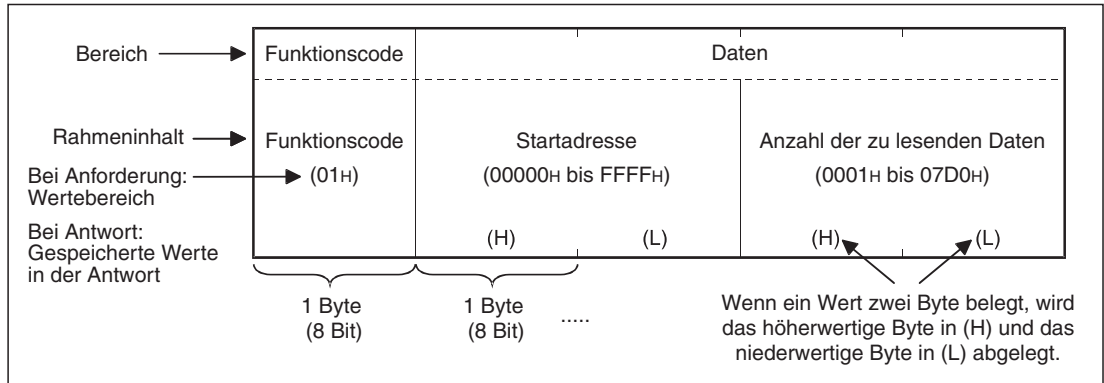 Bereich
Funktionscode
Daten
Rahmeninhalt
Funktionscode
Startadresse
Anzahl der zu lesenden Daten
Bei Anforderung:
Wertebereich
(01H)
(00000H bis FFFFH)
(0001H bis 07D0H)
Bei Antwort:
Gespeicherte Werte
in der Antwort
(H)
(L)
(H)
(L)
1 Byte
(8 Bit)
1 Byte
(8 Bit)
.....
Wenn ein Wert zwei Byte belegt, wird
das höherwertige Byte in (H) und das
niederwertige Byte in (L) abgelegt.